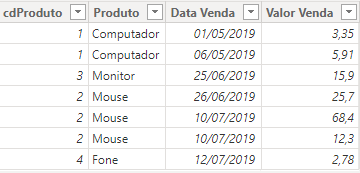 cdProduto Produto Data Venda Valor Venda
1 Computador 01/05/2019 3,35
1 Computador 06/05/2019 5,91
3 Monitor 25/06/2019 15,9
2 Mouse 26/06/2019 25,7
2 Mouse 10/07/2019 68,4
2 Mouse 10/07/2019 12,3
4 Fone 12/07/2019 2,78